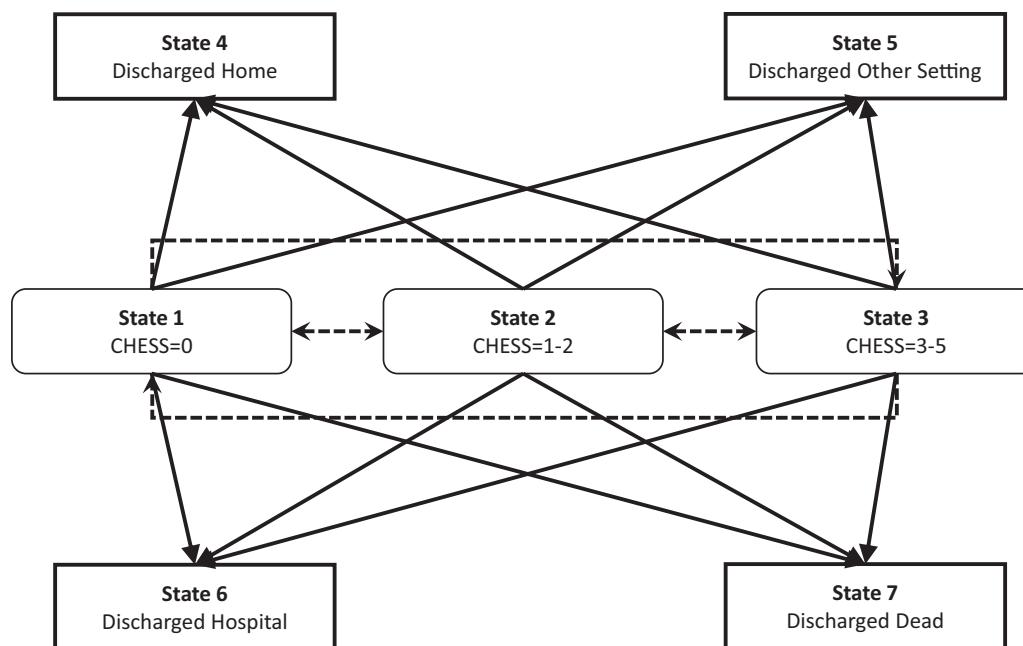 State 4
Discharged Home
State 5
Discharged Other Setting
State 1
CHESS=0
State 2
CHESS=1-2
State 3
CHESS=3-5
State 6
Discharged Hospital
State 7
Discharged Dead